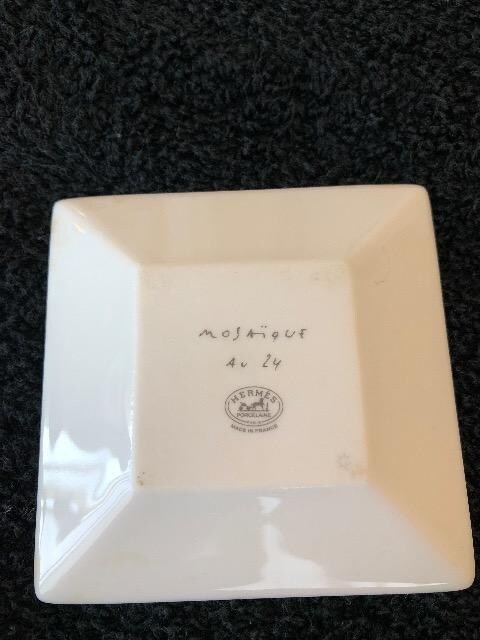 MOSAÏQUE
AU 24
HERMÈS
PORCELAINE
MADE IN FRANCE